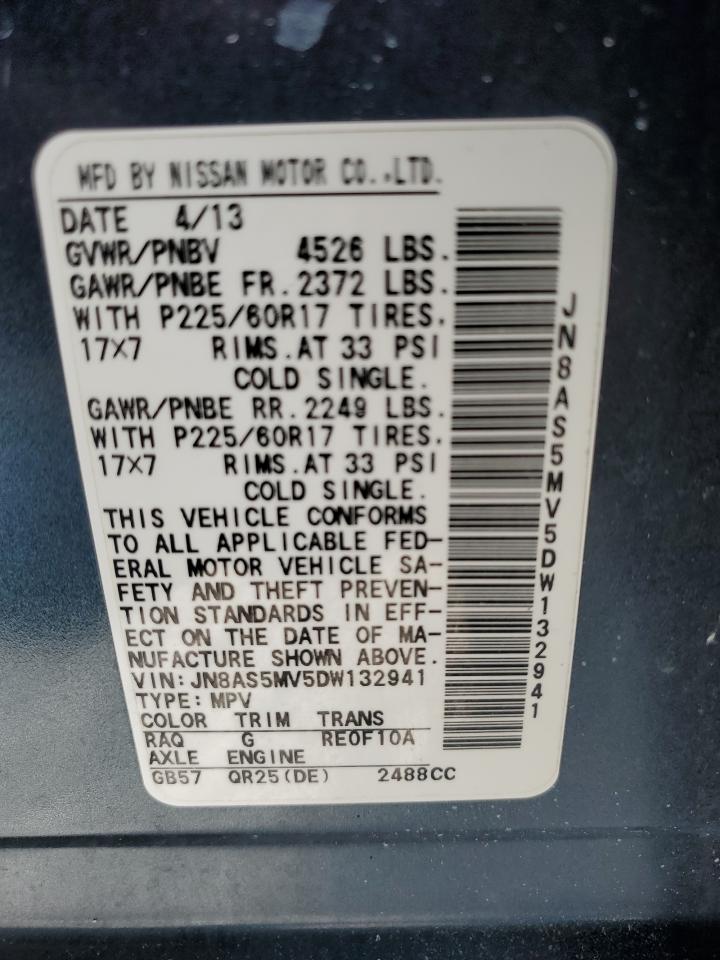 MFD BY NISSAN MOTOR CO.,LTD.
DATE 4/13
GVWR/PNBV 4526 LBS.
GAWR/PNBE FR.2372 LBS.
WITH P225/60R17 TIRES.
17X7 RIMS.AT 33 PSI
COLD SINGLE.
GAWR/PNBE RR.2249 LBS.
WITH P225/60R17 TIRES.
17X7 RIMS.AT 33 PSI
COLD SINGLE.
THIS VEHICLE CONFORMS
TO ALL APPLICABLE FED-
ERAL MOTOR VEHICLE SA-
FETY AND THEFT PREVEN-
TION STANDARDS IN EFF-
ECT ON THE DATE OF MA-
NUFACTURE SHOWN ABOVE.
VIN: JN8AS5MV5DW132941
TYPE: MPV
COLOR TRIM TRANS
RAQ G RE0F10A
AXLE ENGINE
GB57 QR25(DE) 2488CC
JN8AS5MV5DW132941